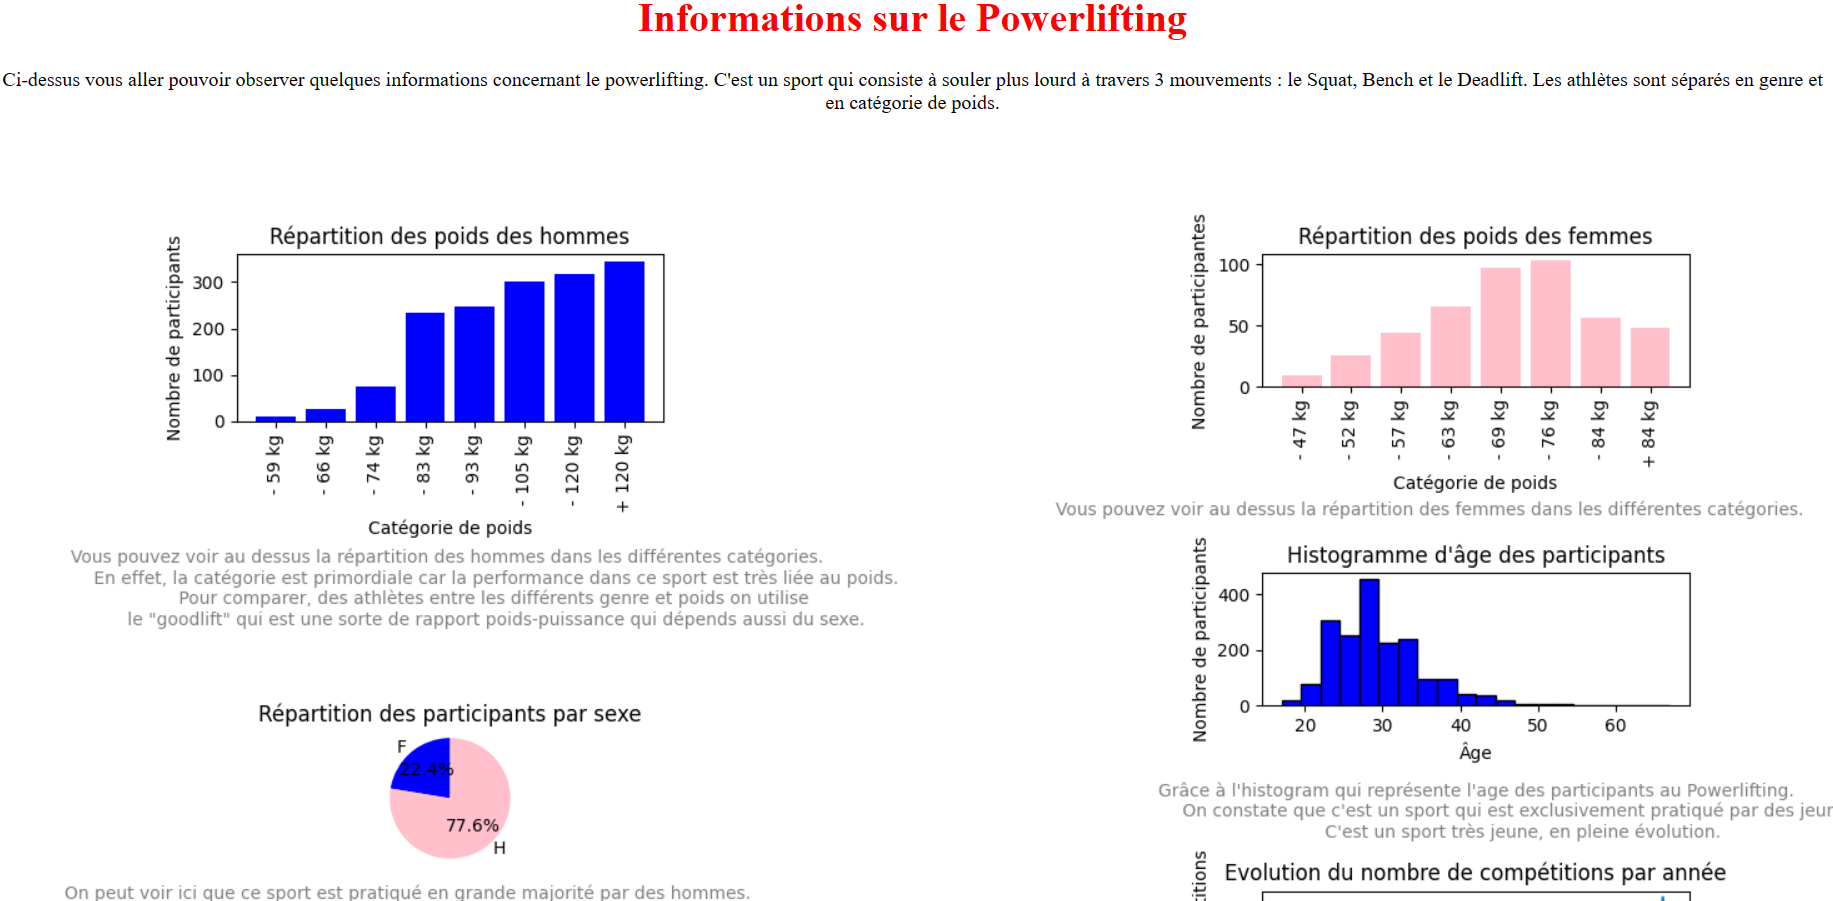 Informations sur le Powerlifting
Ci-dessus vous aller pouvoir observer quelques informations concernant le powerlifting. C'est un sport qui consiste à souler plus lourd à travers 3 mouvements : le Squat, Bench et le Deadlift. Les athlètes sont séparés en genre et
en catégorie de poids.
Répartition des poids des hommes
Nombre de participants
300
200
100
0
- 59 kg
- 66 kg
- 74 kg
- 83 kg
- 93 kg
- 105 kg
- 120 kg
+ 120 kg
Catégorie de poids
Vous pouvez voir au dessus la répartition des hommes dans les différentes catégories.
En effet, la catégorie est primordiale car la performance dans ce sport est très liée au poids.
Pour comparer, des athlètes entre les différents genre et poids on utilise
le "goodlift" qui est une sorte de rapport poids-puissance qui dépends aussi du sexe.
Répartition des poids des femmes
Nombre de participantes
100
50
0
- 47 kg
- 52 kg
- 57 kg
- 63 kg
- 69 kg
- 76 kg
- 84 kg
+ 84 kg
Catégorie de poids
Vous pouvez voir au dessus la répartition des femmes dans les différentes catégories.
Répartition des participants par sexe
F
22.4%
77.6%
H
On peut voir ici que ce sport est pratiqué en grande majorité par des hommes.
Histogramme d'âge des participants
Nombre de participants
400
200
0
20 30 40 50 60
Âge
Grâce à l'histogram qui représente l'age des participants au Powerlifting.
On constate que c'est un sport qui est exclusivement pratiqué par des jeun
C'est un sport très jeune, en pleine évolution.
Evolution du nombre de compétitions par année